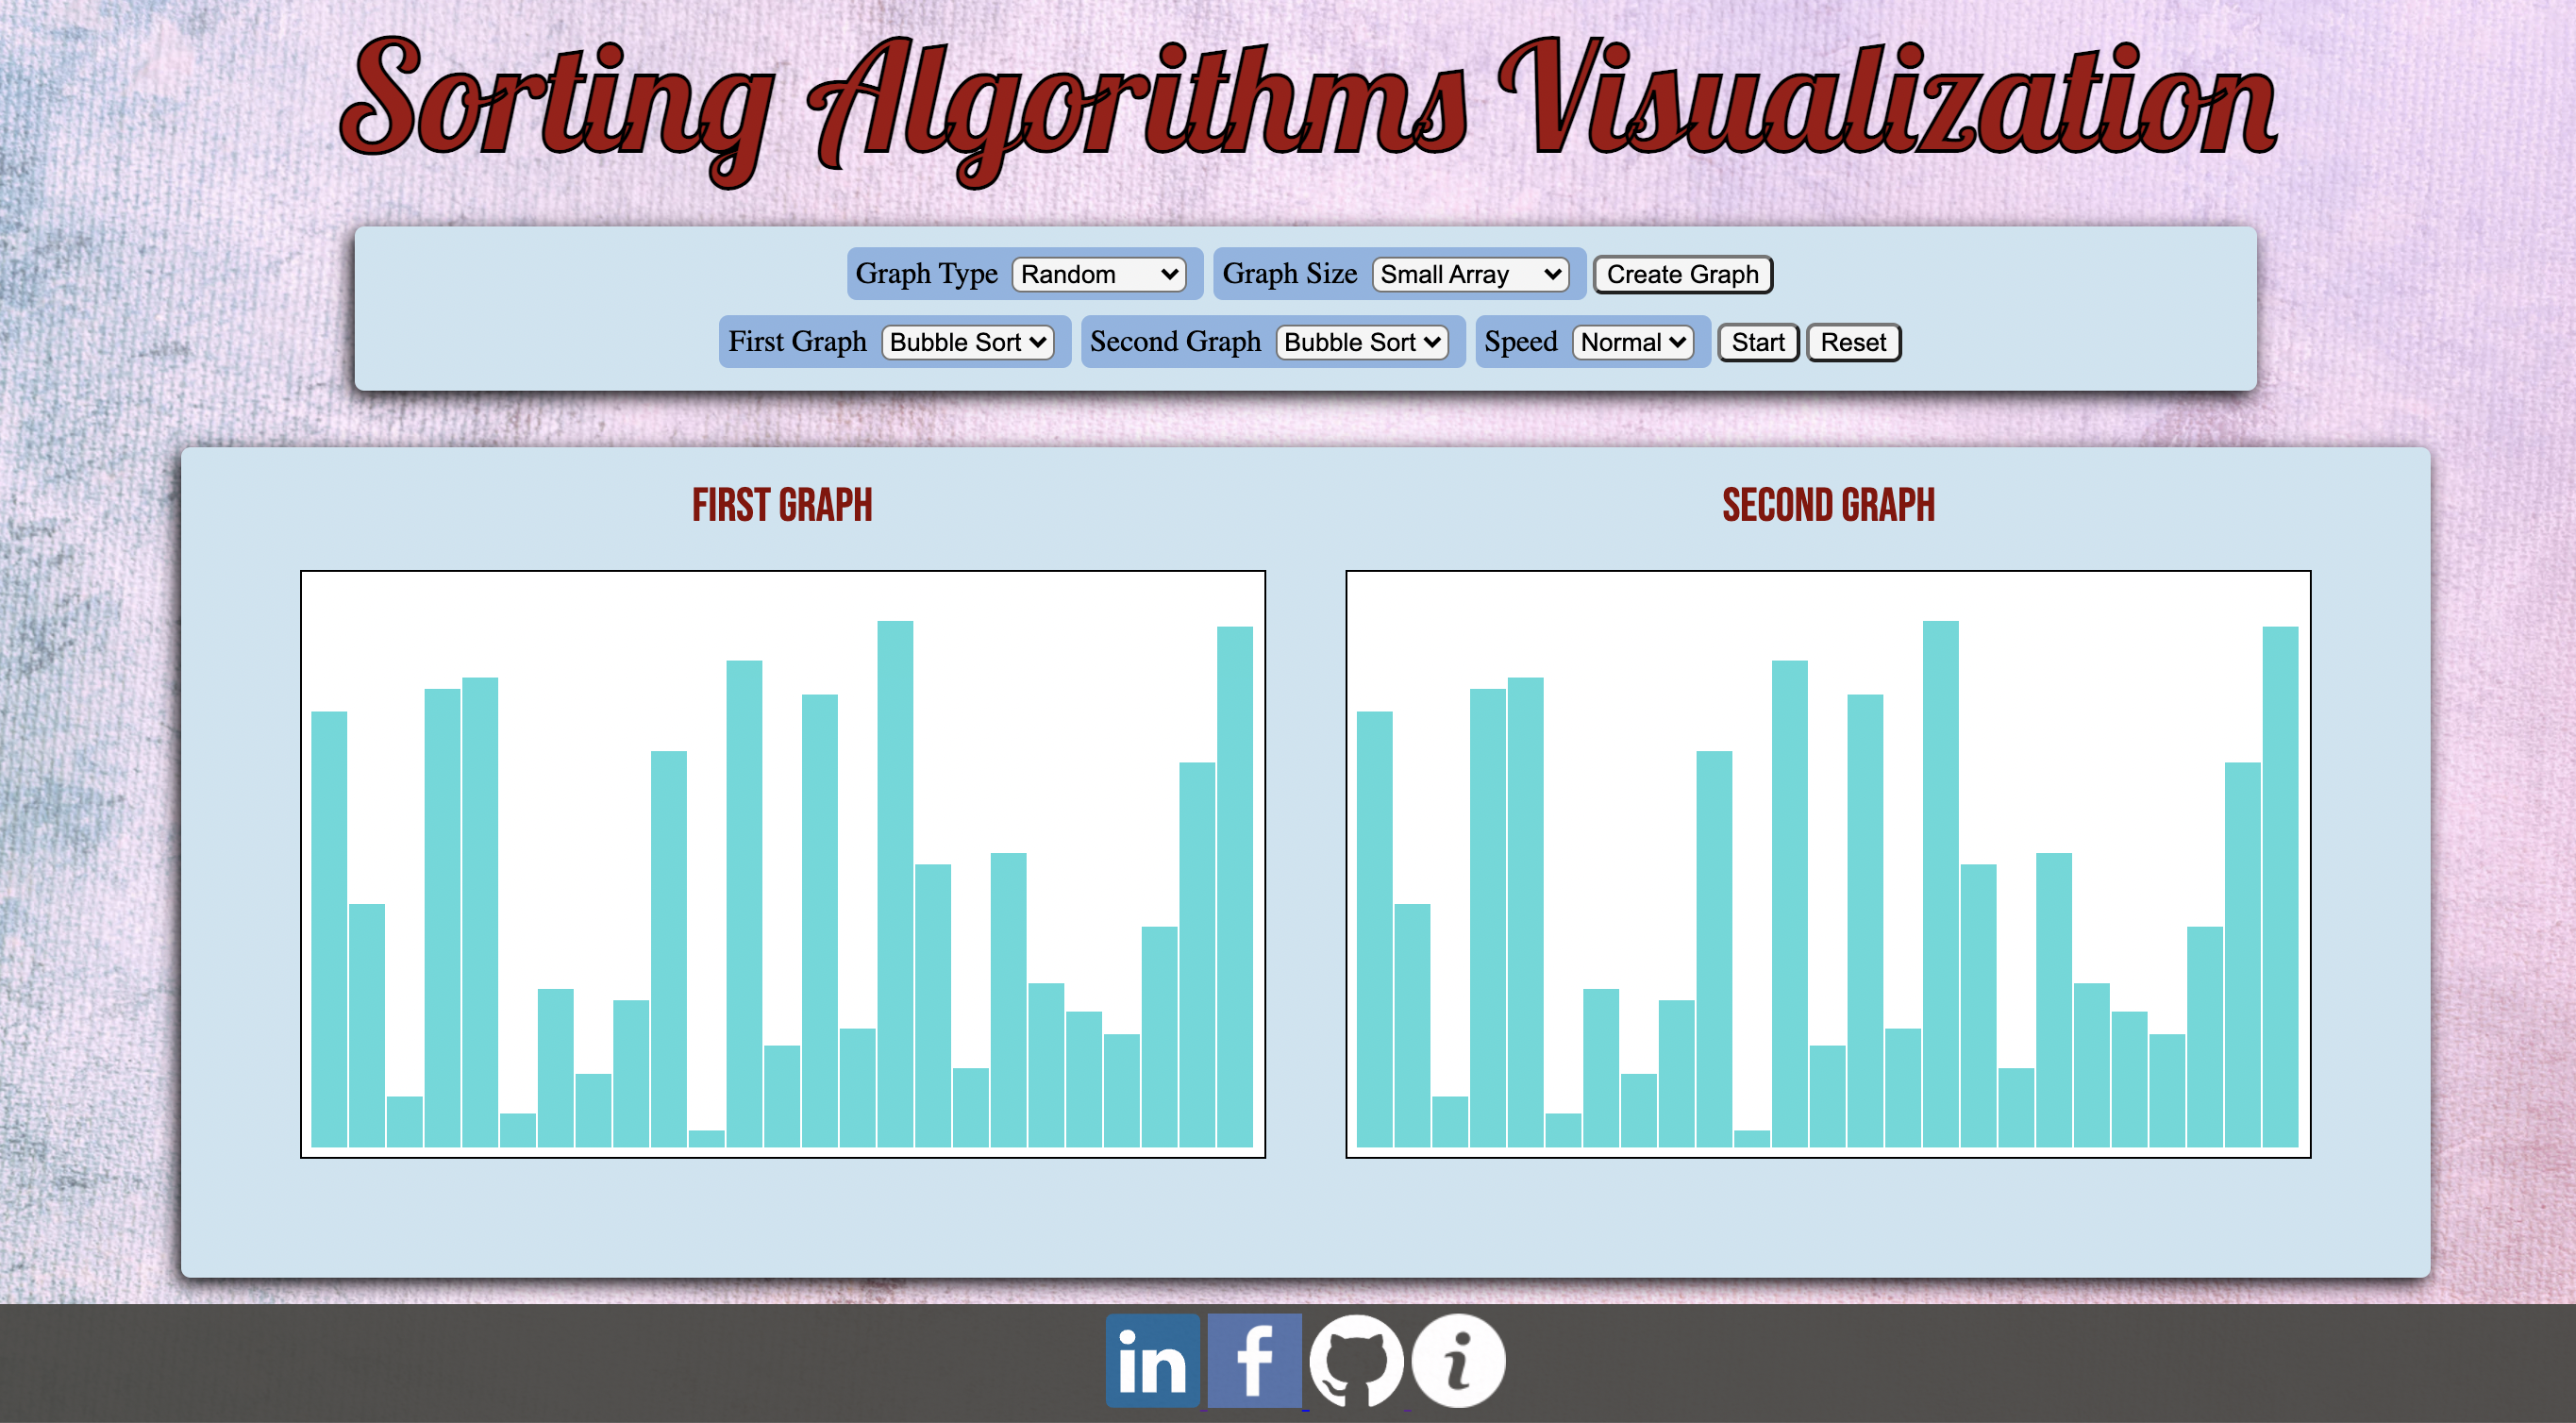 Sorting Algorithms Visualization
Graph Type Random Graph Size Small Array Create Graph
First Graph Bubble Sort Second Graph Bubble Sort Speed Normal Start Reset
FIRST GRAPH SECOND GRAPH
in f i